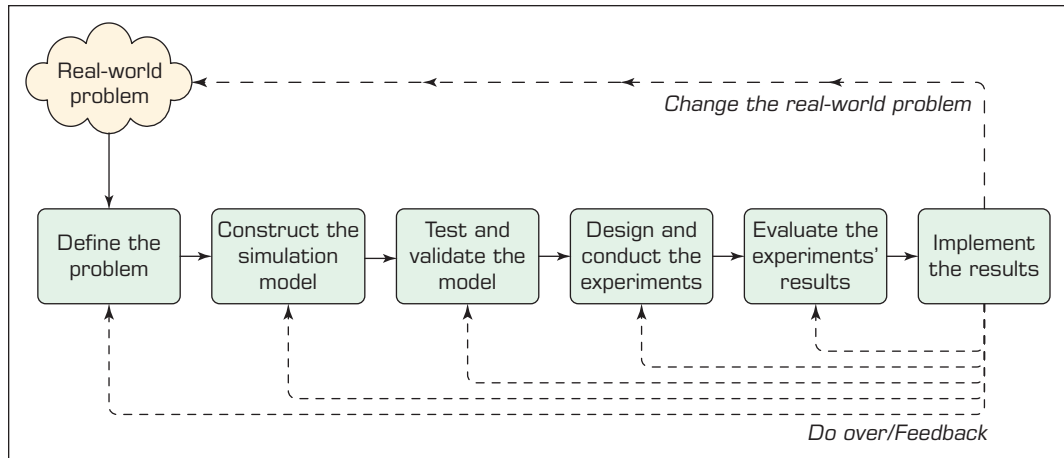 Real-world
problem
Change the real-world problem
Define the
problem
Construct the
simulation
model
Test and
validate the
model
Design and
conduct the
experiments
Evaluate the
experiments’
results
Implement
the results
Do over/Feedback